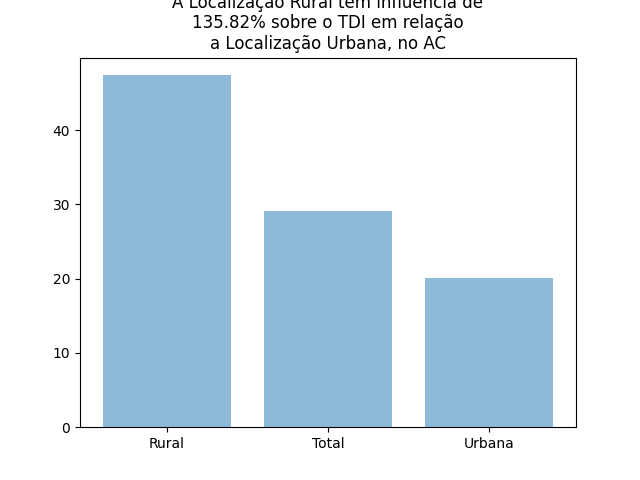 A Localização Rural tem influência de
135.82% sobre o TDI em relação
a Localização Urbana, no AC
40
30
20
10
0
Rural
Total
Urbana